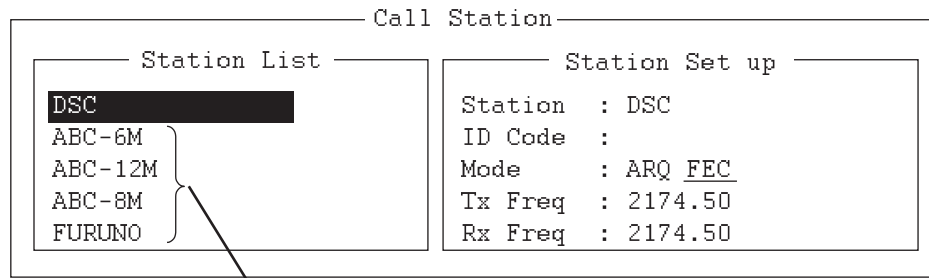 Call Station
Station List
DSC
ABC-6M
ABC-12M
ABC-8M
FURUNO
Station Set up
Station : DSC
ID Code :
Mode : ARQ FEC
Tx Freq : 2174.50
Rx Freq : 2174.50